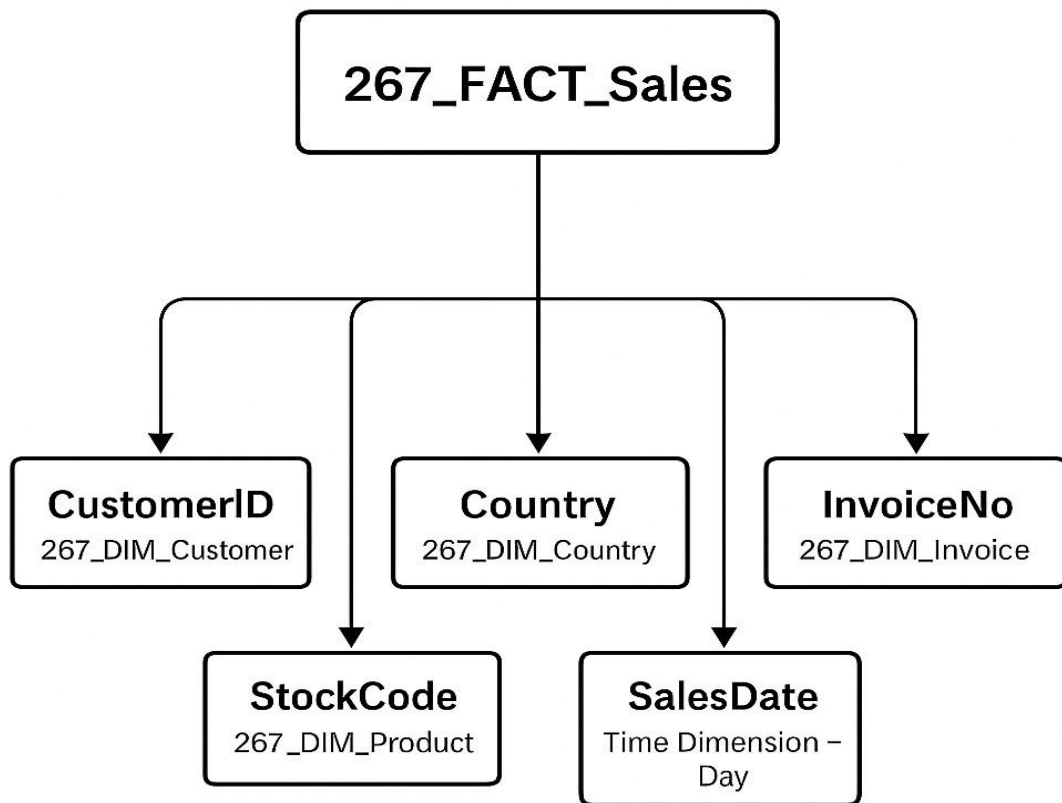 267_FACT_Sales
CustomerID
267_DIM_Customer
Country
267_DIM_Country
InvoiceNo
267_DIM_Invoice
StockCode
267_DIM_Product
SalesDate
Time Dimension –
Day